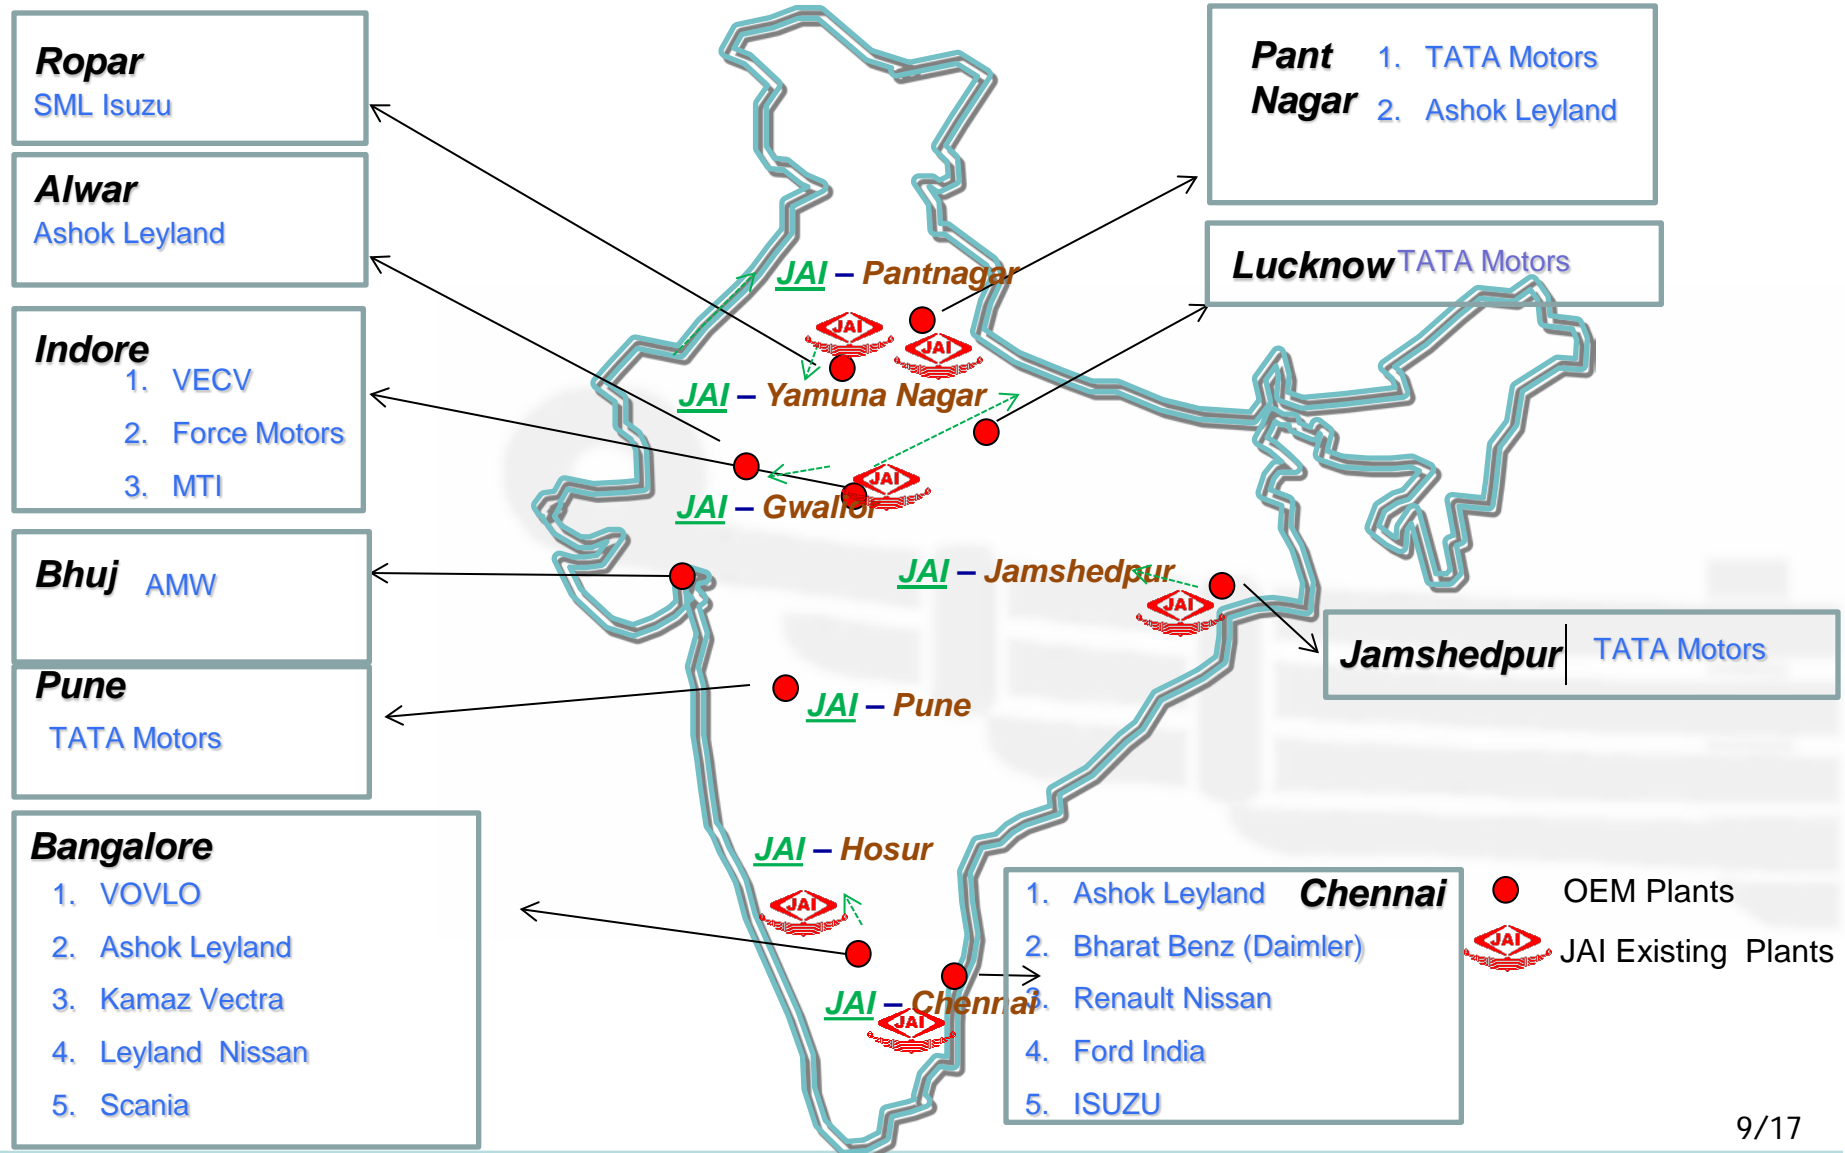 Ropar
SML Isuzu
Alwar
Ashok Leyland
Indore
1. VECV
2. Force Motors
3. MTI
Bhuj AMW
Pune
TATA Motors
Bangalore
1. VOVLO
2. Ashok Leyland
3. Kamaz Vectra
4. Leyland Nissan
5. Scania
Pant
Nagar
1. TATA Motors
2. Ashok Leyland
Lucknow TATA Motors
JAI – Pantnagar
JAI
JAI
JAI – Yamuna Nagar
JAI
JAI – Gwalior
JAI – Jamshedpur
JAI
Jamshedpur TATA Motors
JAI – Pune
JAI – Hosur
JAI
JAI – Chennai
JAI
Chennai
1. Ashok Leyland
2. Bharat Benz (Daimler)
3. Renault Nissan
4. Ford India
5. ISUZU
OEM Plants
JAI
JAI Existing Plants
9/17